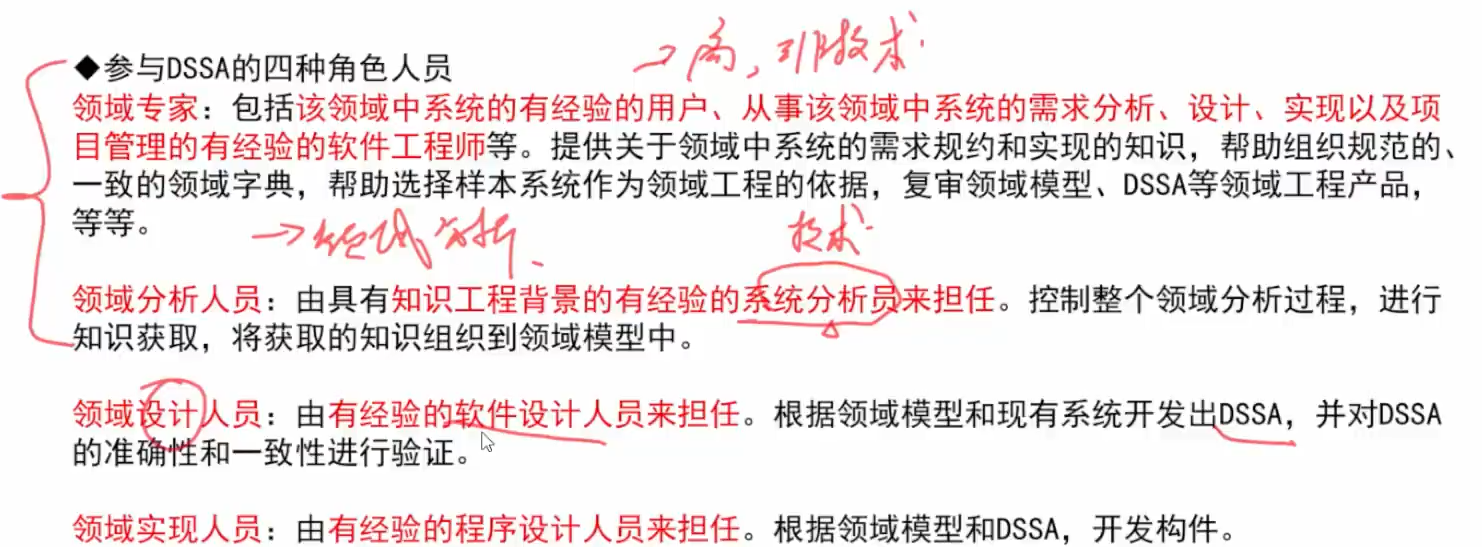 →高,非技术.
◆参与DSSA的四种角色人员
领域专家：包括该领域中系统的有经验的用户、从事该领域中系统的需求分析、设计、实现以及项
目管理的有经验的软件工程师等。提供关于领域中系统的需求规约和实现的知识，帮助组织规范的、
一致的领域字典，帮助选择样本系统作为领域工程的依据，复审领域模型、DSSA等领域工程产品，
等等。
→领域分析.
技术.
领域分析人员：由具有知识工程背景的有经验的系统分析员来担任。控制整个领域分析过程，进行
知识获取，将获取的知识组织到领域模型中。
领域设计人员：由有经验的软件设计人员来担任。根据领域模型和现有系统开发出DSSA，并对DSSA
的准确性和一致性进行验证。
领域实现人员：由有经验的程序设计人员来担任。根据领域模型和DSSA，开发构件。